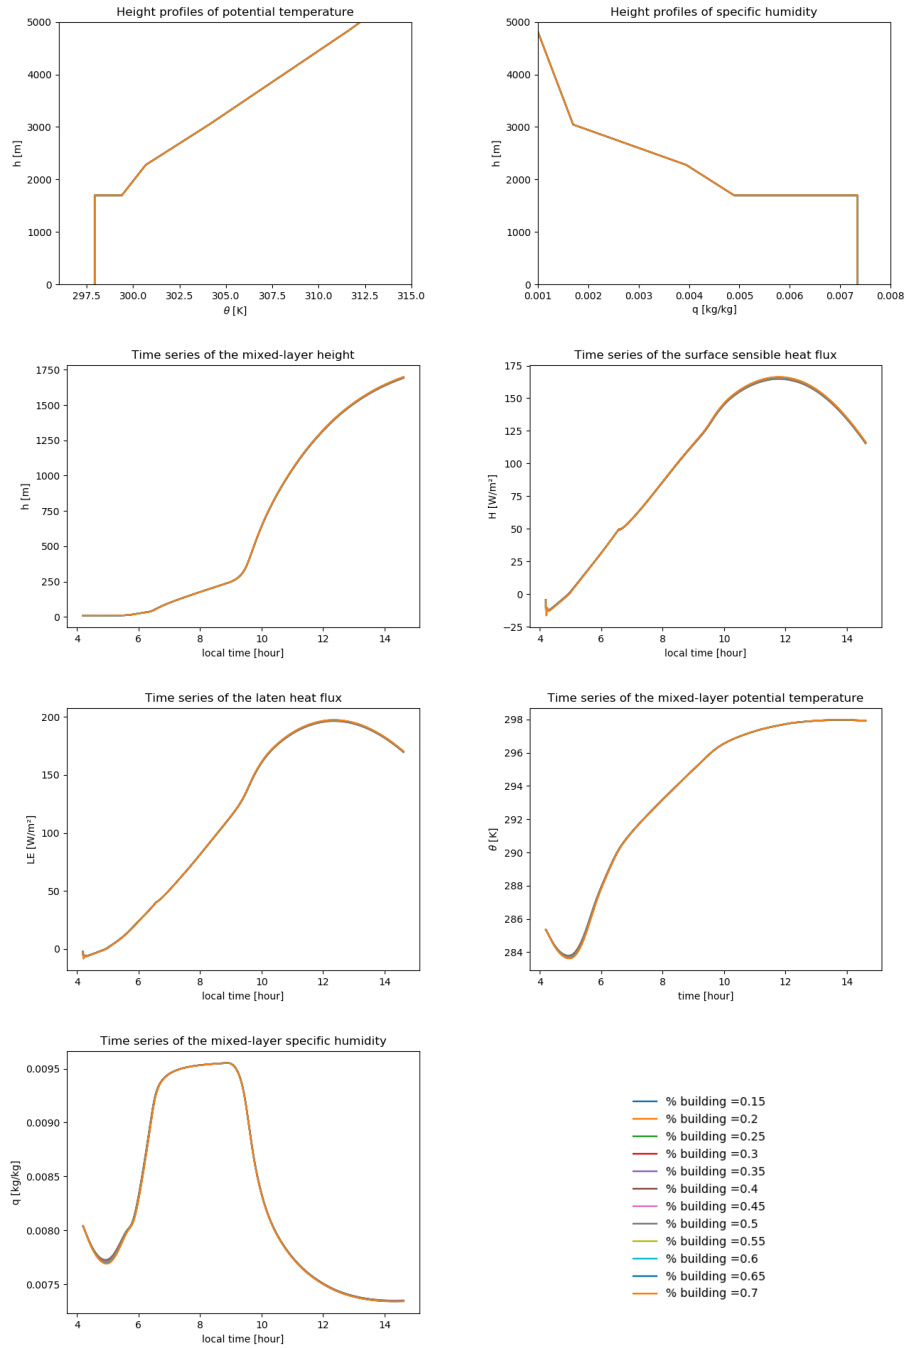 Height profiles of potential temperature
5000
4000
3000
2000
1000
0
h [m]
297.5 300.0 302.5 305.0 307.5 310.0 312.5 315.0
θ [K]
Height profiles of specific humidity
5000
4000
3000
2000
1000
0
h [m]
0.001 0.002 0.003 0.004 0.005 0.006 0.007 0.008
q [kg/kg]
Time series of the mixed-layer height
1750
1500
1250
1000
750
500
250
0
h [m]
4 6 8 10 12 14
local time [hour]
Time series of the surface sensible heat flux
175
150
125
100
75
50
25
0
−25
H [W/m²]
4 6 8 10 12 14
local time [hour]
Time series of the laten heat flux
200
150
100
50
0
LE [W/m²]
4 6 8 10 12 14
local time [hour]
Time series of the mixed-layer potential temperature
298
296
294
292
290
288
286
284
θ [K]
4 6 8 10 12 14
time [hour]
Time series of the mixed-layer specific humidity
0.0095
0.0090
0.0085
0.0080
0.0075
q [kg/kg]
4 6 8 10 12 14
local time [hour]
% building =0.15
% building =0.2
% building =0.25
% building =0.3
% building =0.35
% building =0.4
% building =0.45
% building =0.5
% building =0.55
% building =0.6
% building =0.65
% building =0.7